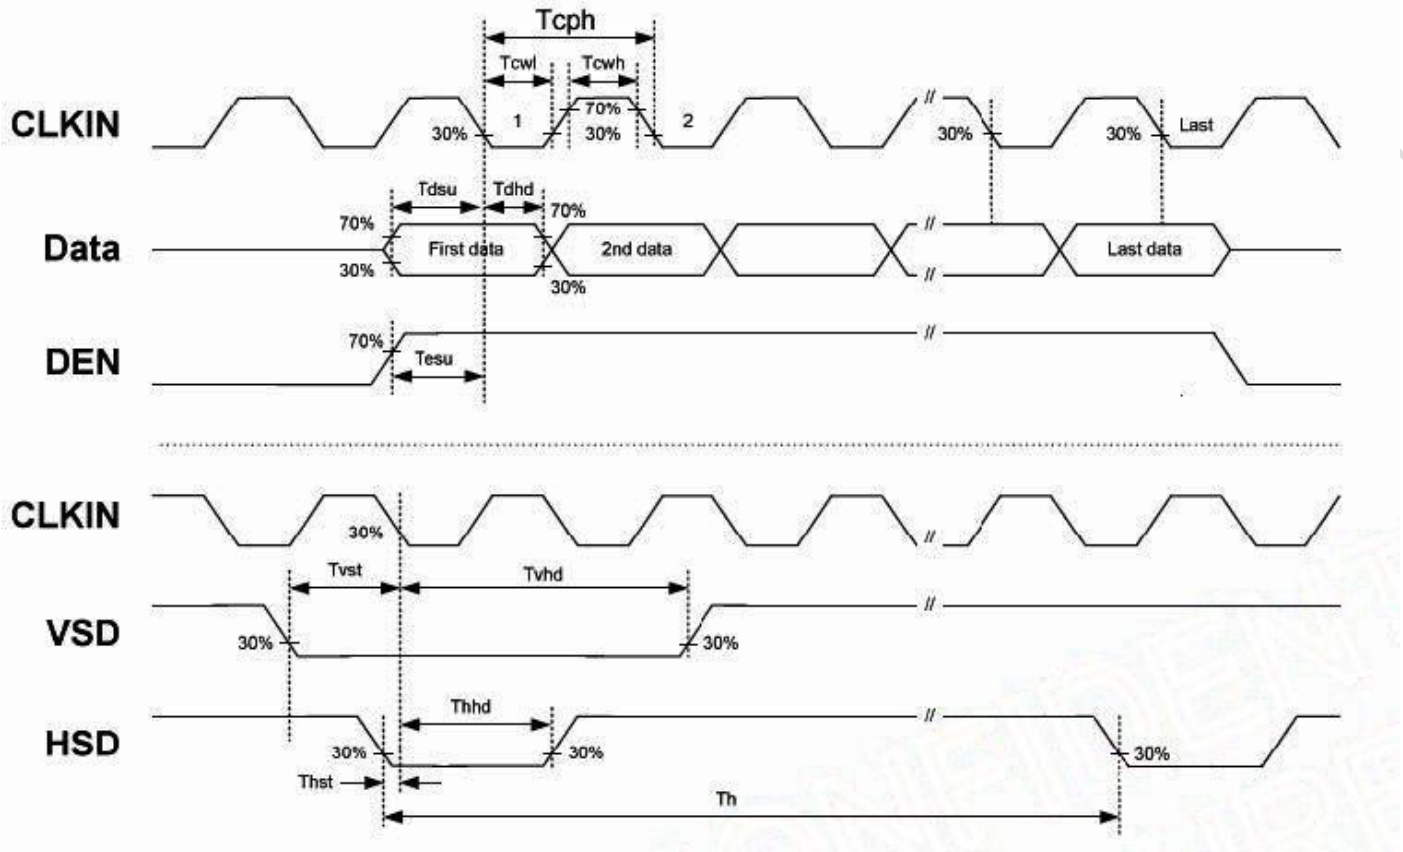 Tcph
Tcwl Tcwh
CLKIN 30% 1 70% 30% 2 // 30% 30% Last
Tdsu Tdhd
70% 70%
Data First data 2nd data // // Last data
30% 30%
DEN 70% //
Tesu
CLKIN 30% //
Tvst Tvhd
//
VSD 30% 30%
Thhd
//
HSD 30% 30% 30%
Thst
Th